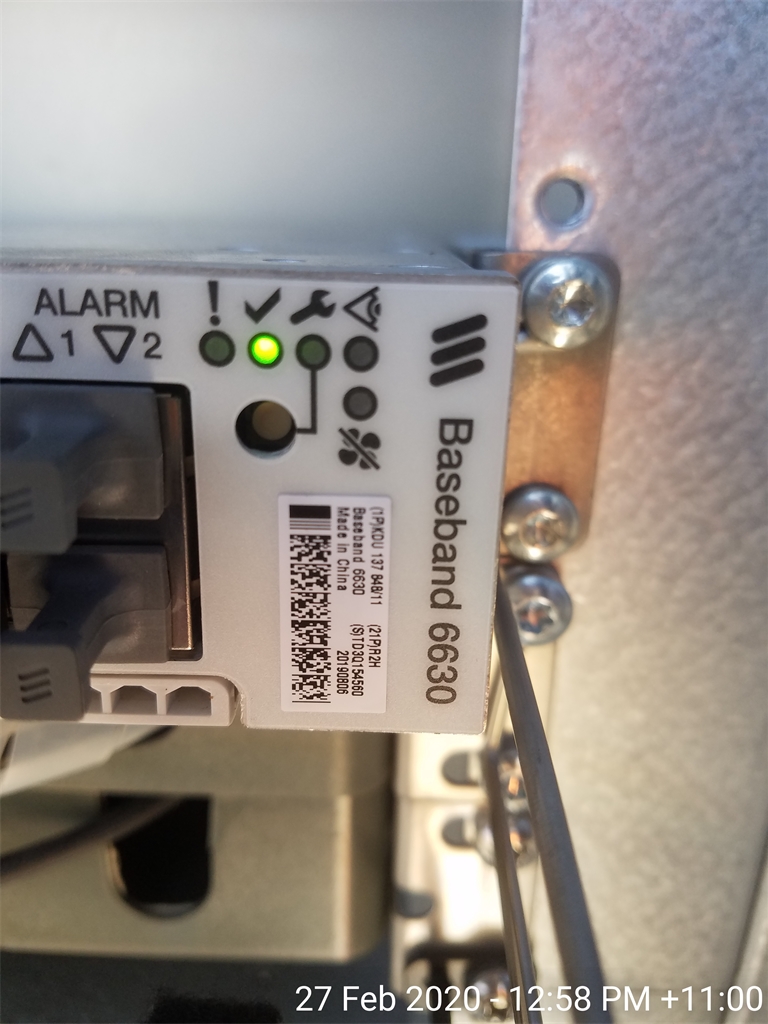 ALARM
1 2
!
Baseband 6630
(1P)KDU 137 848/11 (21P)R2H
Baseband 6630 (S)TD3Q154560
Made in China 20190806
27 Feb 2020 - 12:58 PM +11:00